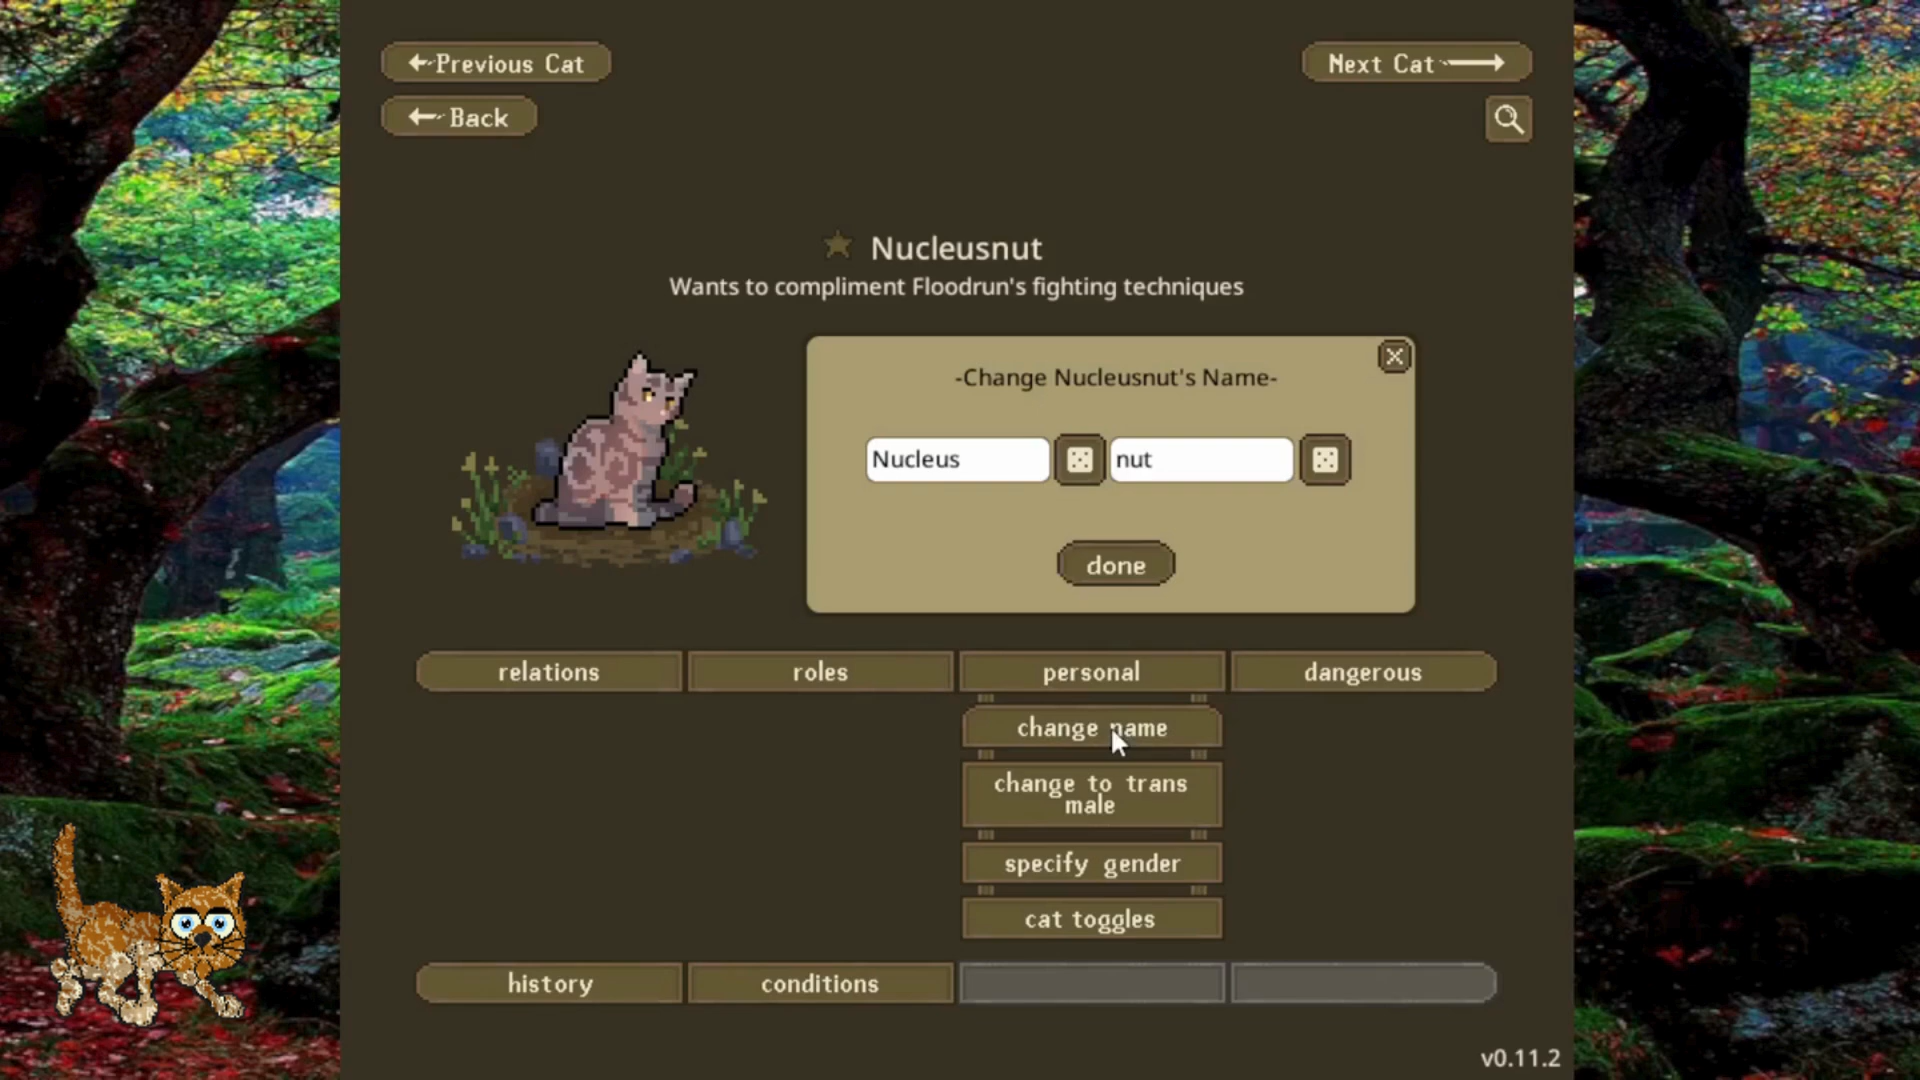 Previous Cat
Next Cat
Back
Nucleusnut
Wants to compliment Floodrun's fighting techniques
-Change Nucleusnut's Name-
Nucleus
nut
done
relations
roles
personal
dangerous
change name
change to trans
male
specify gender
cat toggles
history
conditions
v0.11.2